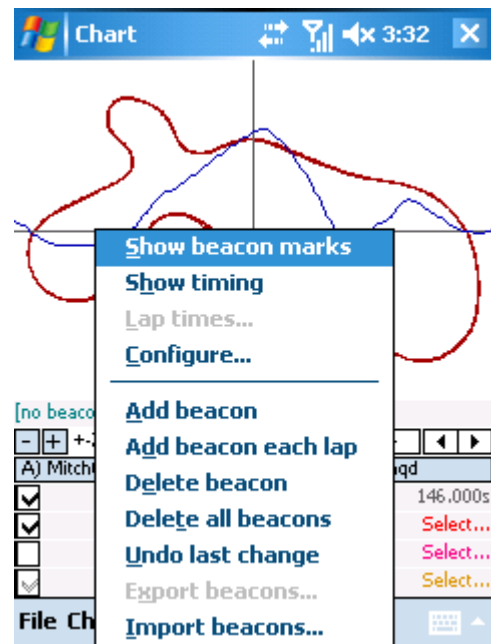 Chart 3:32
Show beacon marks
Show timing
Lap times...
Configure...
[no beaco
Add beacon
Add beacon each lap
A) Mitch
Delete beacon
146.000s
Delete all beacons
Select...
Undo last change
Select...
Export beacons...
Select...
File Ch
Import beacons...